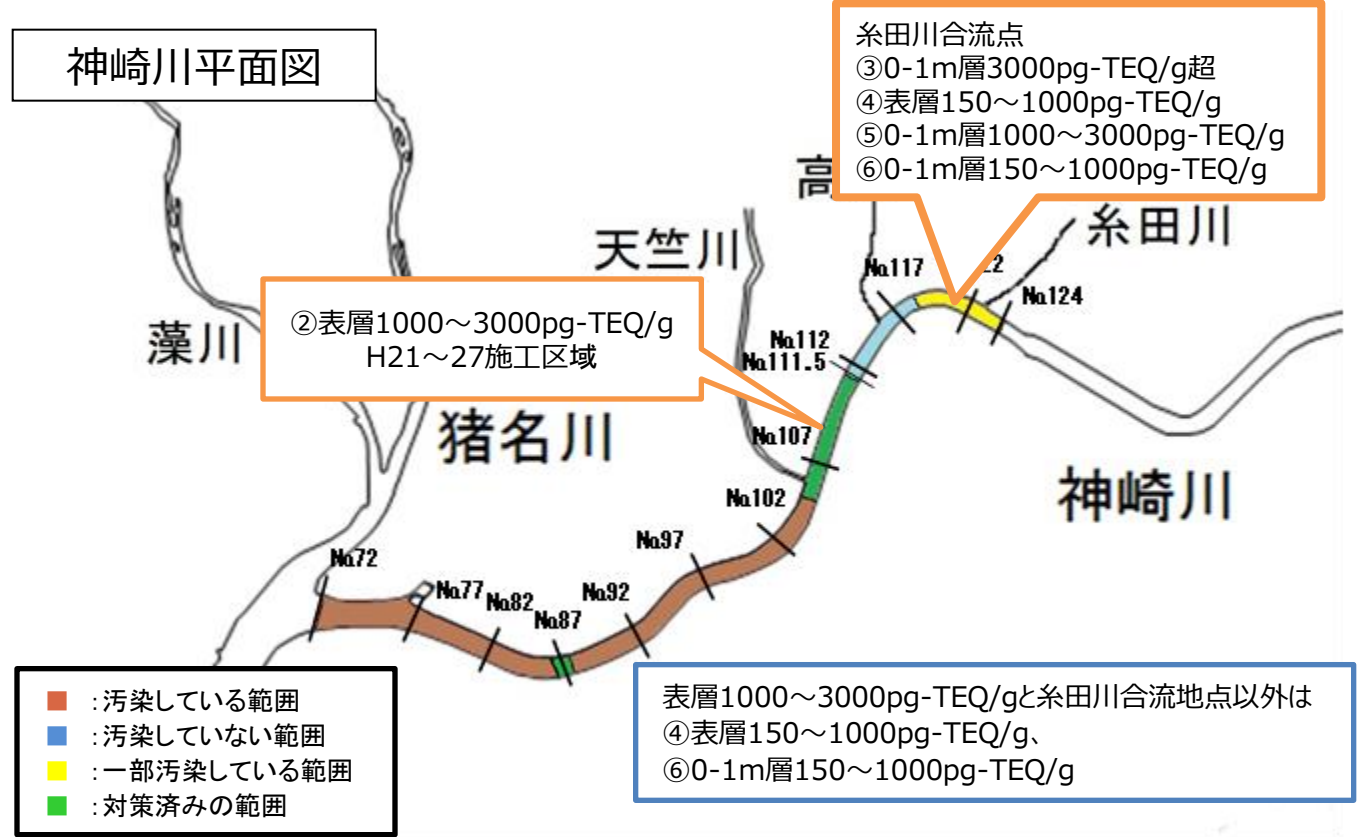 神崎川平面図
糸田川合流点
③0-1m層3000pg-TEQ/g超
④表層150～1000pg-TEQ/g
⑤0-1m層1000～3000pg-TEQ/g
⑥0-1m層150～1000pg-TEQ/g
高
糸田川
天竺川
No.117
2
No.124
②表層1000～3000pg-TEQ/g
H21～27施工区域
藻川
No.112
No.111.5
猪名川
No.107
神崎川
No.102
No.97
No.72
No.77
No.82
No.87
No.92
■ :汚染している範囲
■ :汚染していない範囲
■ :一部汚染している範囲
■ :対策済みの範囲
表層1000～3000pg-TEQ/gと糸田川合流地点以外は
④表層150～1000pg-TEQ/g、
⑥0-1m層150～1000pg-TEQ/g